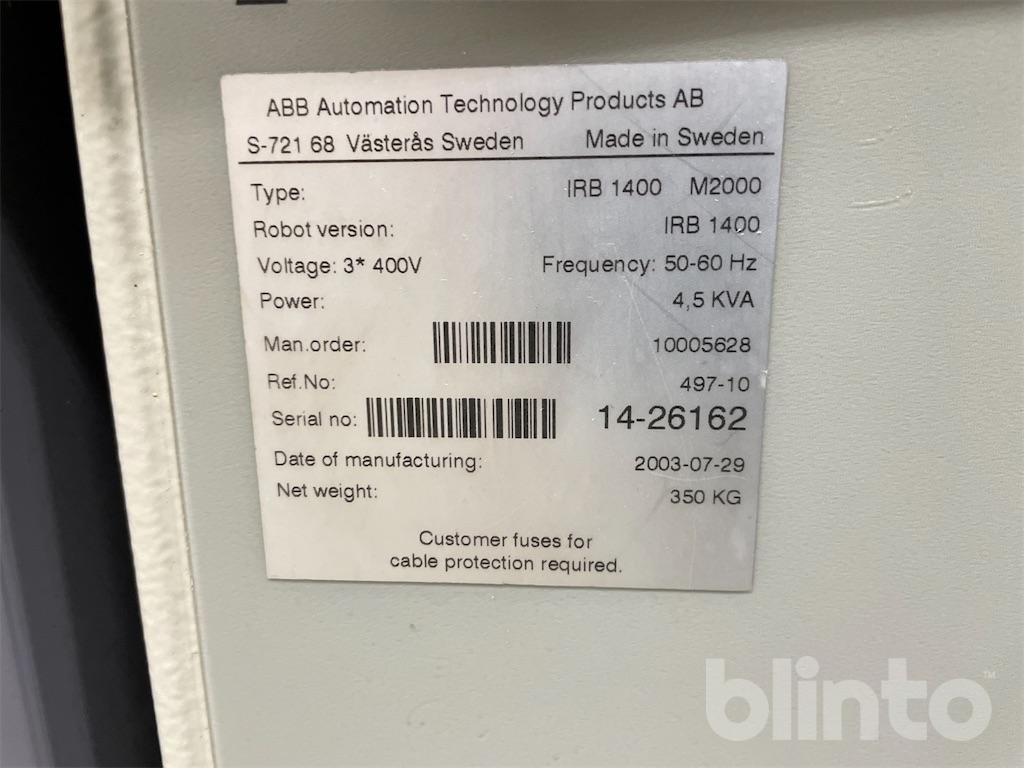 ABB Automation Technology Products AB
S-721 68 Västerås Sweden Made in Sweden
Type: IRB 1400 M2000
Robot version: IRB 1400
Voltage: 3* 400V Frequency: 50-60 Hz
Power: 4,5 KVA
Man.order: 10005628
Ref.No: 497-10
Serial no: 14-26162
Date of manufacturing: 2003-07-29
Net weight: 350 KG
Customer fuses for
cable protection required.
blinto™